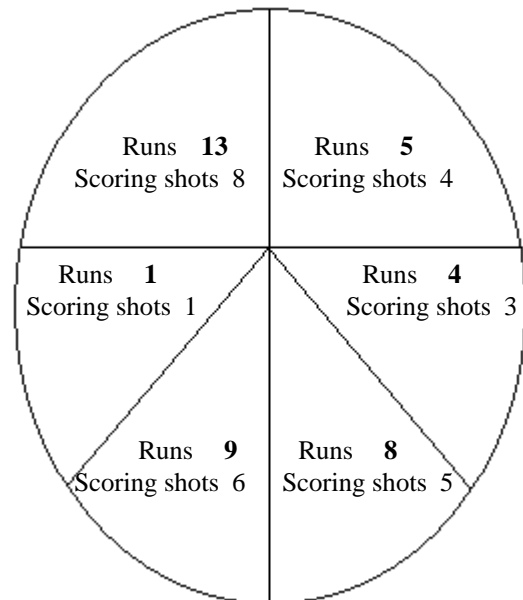 Runs 13
Scoring shots 8
Runs 5
Scoring shots 4
Runs 1
Scoring shots 1
Runs 4
Scoring shots 3
Runs 9
Scoring shots 6
Runs 8
Scoring shots 5